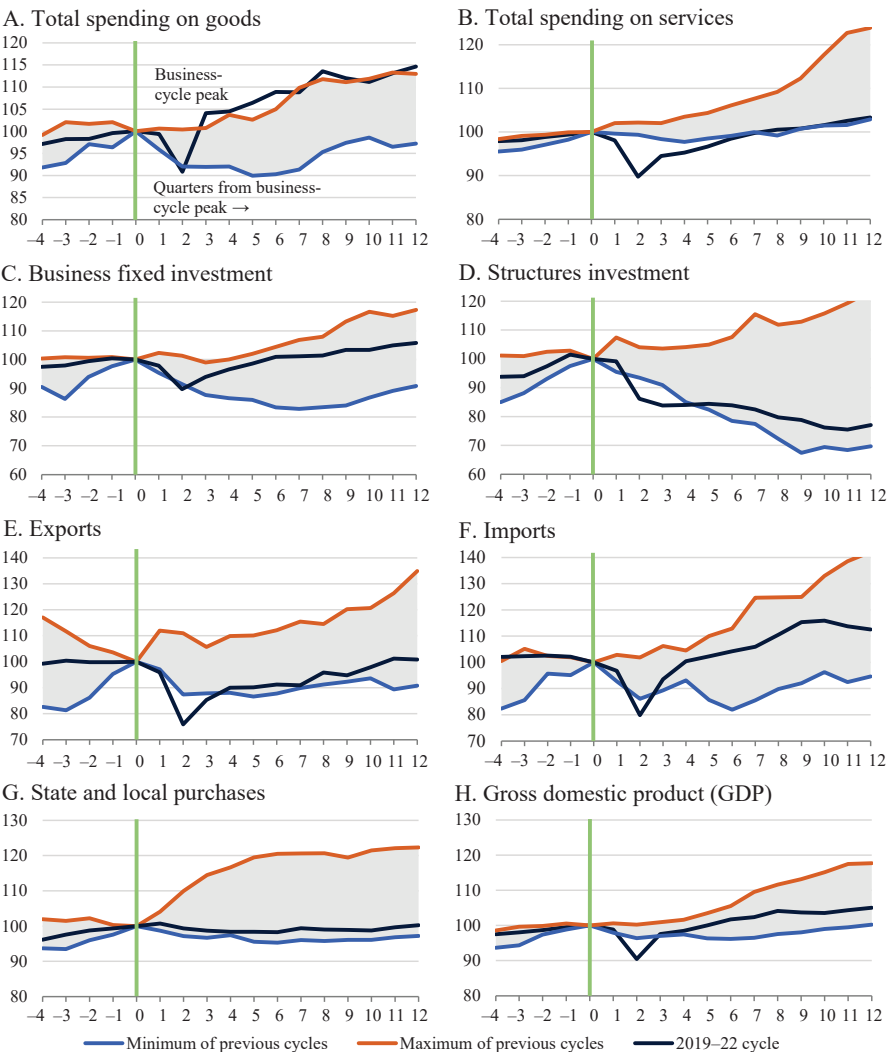 A. Total spending on goods
120
115
110
105
100
95
90
85
80
Business-
cycle peak
Quarters from business-
cycle peak →
–4 –3 –2 –1 0 1 2 3 4 5 6 7 8 9 10 11 12
B. Total spending on services
120
110
100
90
80
–4 –3 –2 –1 0 1 2 3 4 5 6 7 8 9 10 11 12
C. Business fixed investment
120
110
100
90
80
70
60
–4 –3 –2 –1 0 1 2 3 4 5 6 7 8 9 10 11 12
D. Structures investment
120
110
100
90
80
70
60
–4 –3 –2 –1 0 1 2 3 4 5 6 7 8 9 10 11 12
E. Exports
140
130
120
110
100
90
80
70
–4 –3 –2 –1 0 1 2 3 4 5 6 7 8 9 10 11 12
F. Imports
140
130
120
110
100
90
80
70
–4 –3 –2 –1 0 1 2 3 4 5 6 7 8 9 10 11 12
G. State and local purchases
130
120
110
100
90
80
–4 –3 –2 –1 0 1 2 3 4 5 6 7 8 9 10 11 12
H. Gross domestic product (GDP)
130
120
110
100
90
80
–4 –3 –2 –1 0 1 2 3 4 5 6 7 8 9 10 11 12
Minimum of previous cycles Maximum of previous cycles 2019–22 cycle